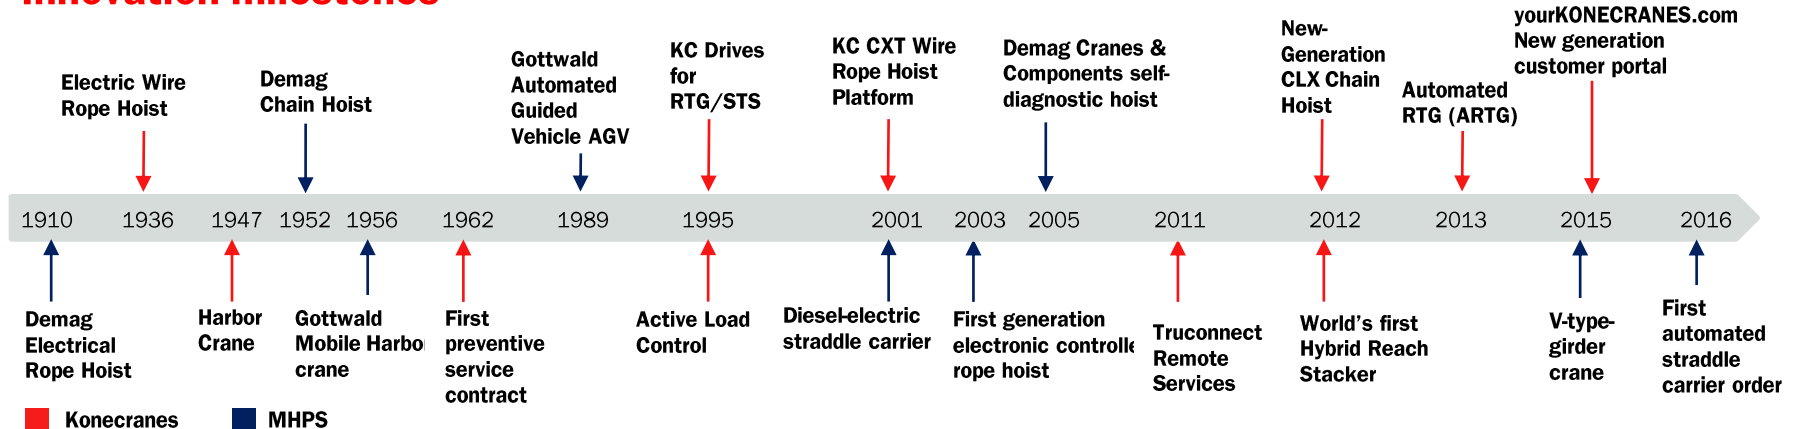 Innovation milestones
yourKONECRANES.com
New generation
customer portal
New-
Generation
CLX Chain
Hoist
KC CXT Wire
Rope Hoist
Platform
Demag Cranes &
Components self-
diagnostic hoist
KC Drives
for
RTG/STS
Gottwald
Automated
Guided
Vehicle AGV
Electric Wire
Rope Hoist
Demag
Chain Hoist
Automated
RTG (ARTG)
1910 1936 1947 1952 1956 1962 1989 1995 2001 2003 2005 2011 2012 2013 2015 2016
Demag
Electrical
Rope Hoist
Harbor
Crane
Gottwald
Mobile Harbo
crane
First
preventive
service
contract
Active Load
Control
Diesel-electric
straddle carrier
First generation
electronic controlle
rope hoist
Truconnect
Remote
Services
World's first
Hybrid Reach
Stacker
V-type-
girder
crane
First
automated
straddle
carrier order
Konecranes MHPS